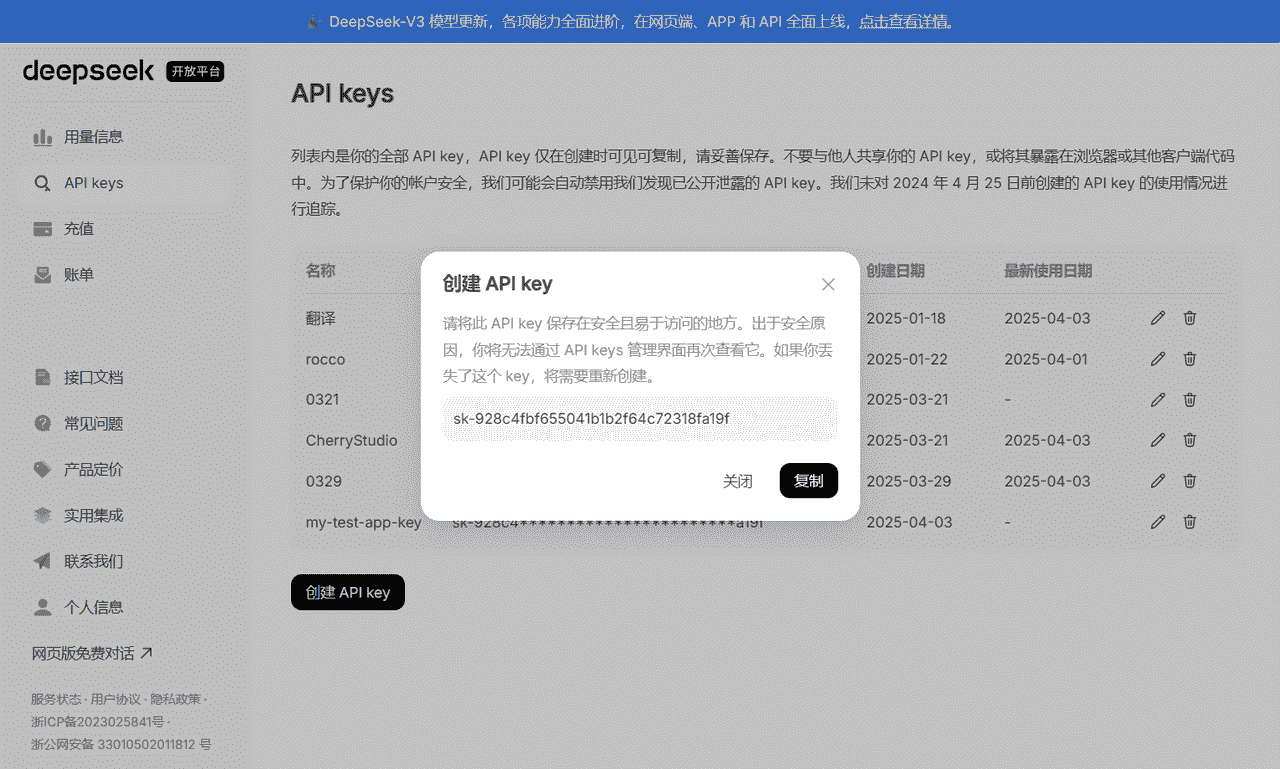 DeepSeek-V3 模型更新，各项能力全面进阶，在网页端、APP 和 API 全面上线，点击查看详情。
deepseek 开放平台
用量信息
API keys
充值
账单
接口文档
常见问题
产品定价
实用集成
联系我们
个人信息
网页版免费对话
服务状态 · 用户协议 · 隐私政策 ·
浙ICP备2023025841号 ·
浙公网安备 33010502011812 号
API keys
列表内是你的全部 API key，API key 仅在创建时可见可复制，请妥善保存。不要与他人共享你的 API key，或将其暴露在浏览器或其他客户端代码
中。为了保护你的帐户安全，我们可能会自动禁用我们发现已公开泄露的 API key。我们未对 2024 年 4 月 25 日前创建的 API key 的使用情况进
行追踪。
名称 创建日期 最新使用日期
翻译 2025-01-18 2025-04-03
rocco 2025-01-22 2025-04-01
0321 2025-03-21 -
CherryStudio 2025-03-21 2025-04-03
0329 2025-03-29 2025-04-03
my-test-app-key 2025-04-03 -
创建 API key
创建 API key
请将此 API key 保存在安全且易于访问的地方。出于安全原
因，你将无法通过 API keys 管理界面再次查看它。如果你丢
失了这个 key，将需要重新创建。
sk-928c4fbf655041b1b2f64c72318fa19f
关闭 复制